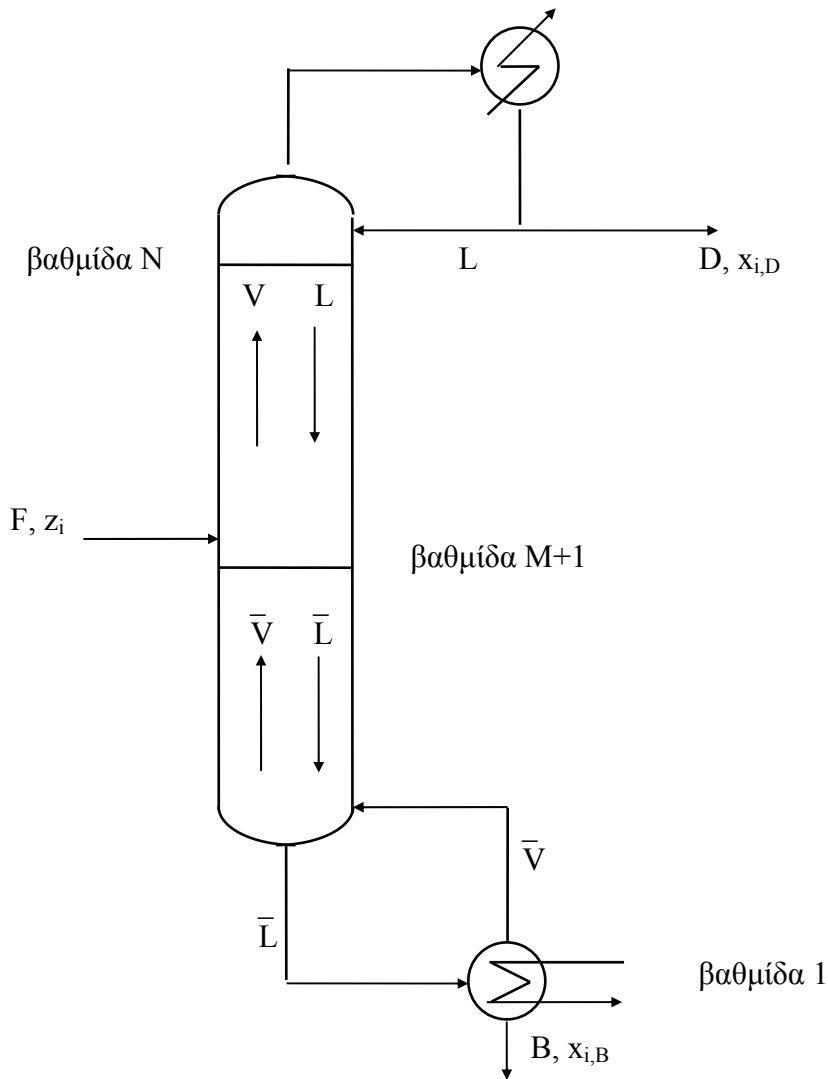 βαθμίδα N
L
D, x_{i,D}
V L
F, z_i
βαθμίδα M+1
V̅ L̅
V̅
L̅
βαθμίδα 1
B, x_{i,B}